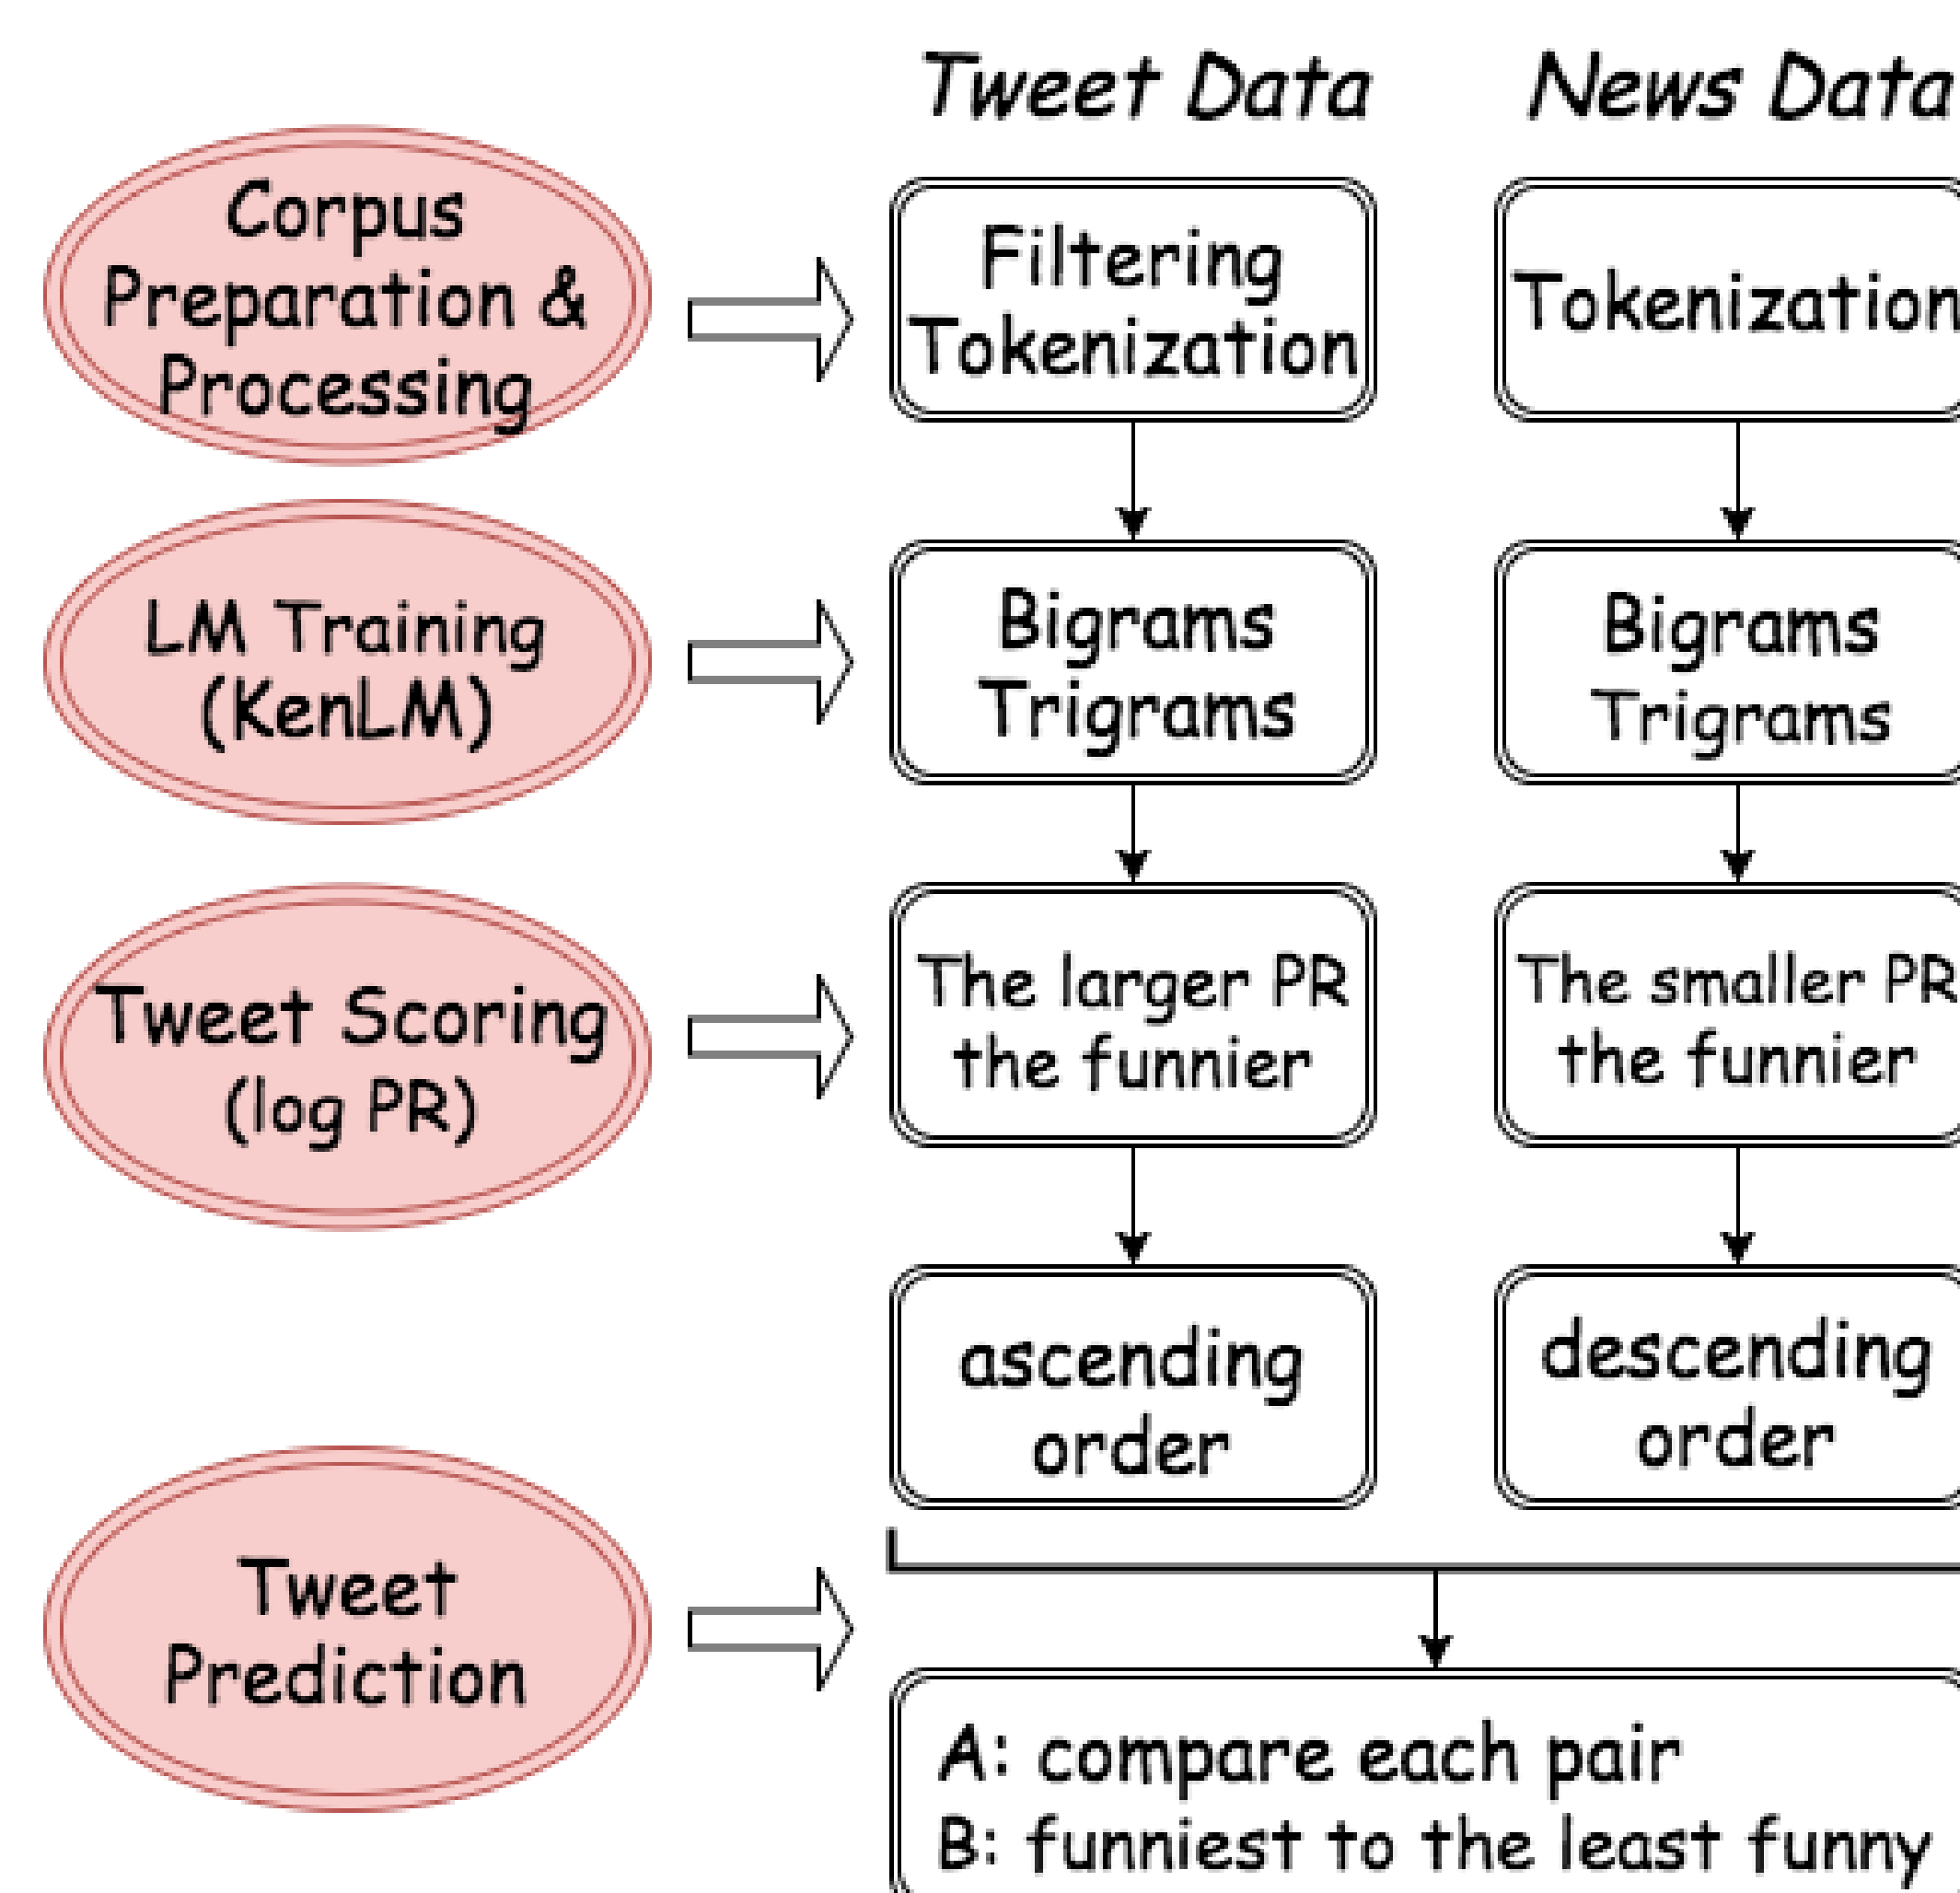 Tweet Data
News Data
Corpus
Preparation &
Processing
Filtering
Tokenization
Tokenization
LM Training
(KenLM)
Bigrams
Trigrams
Bigrams
Trigrams
Tweet Scoring
(log PR)
The larger PR
the funnier
The smaller PR
the funnier
ascending
order
descending
order
Tweet
Prediction
A: compare each pair
B: funniest to the least funny